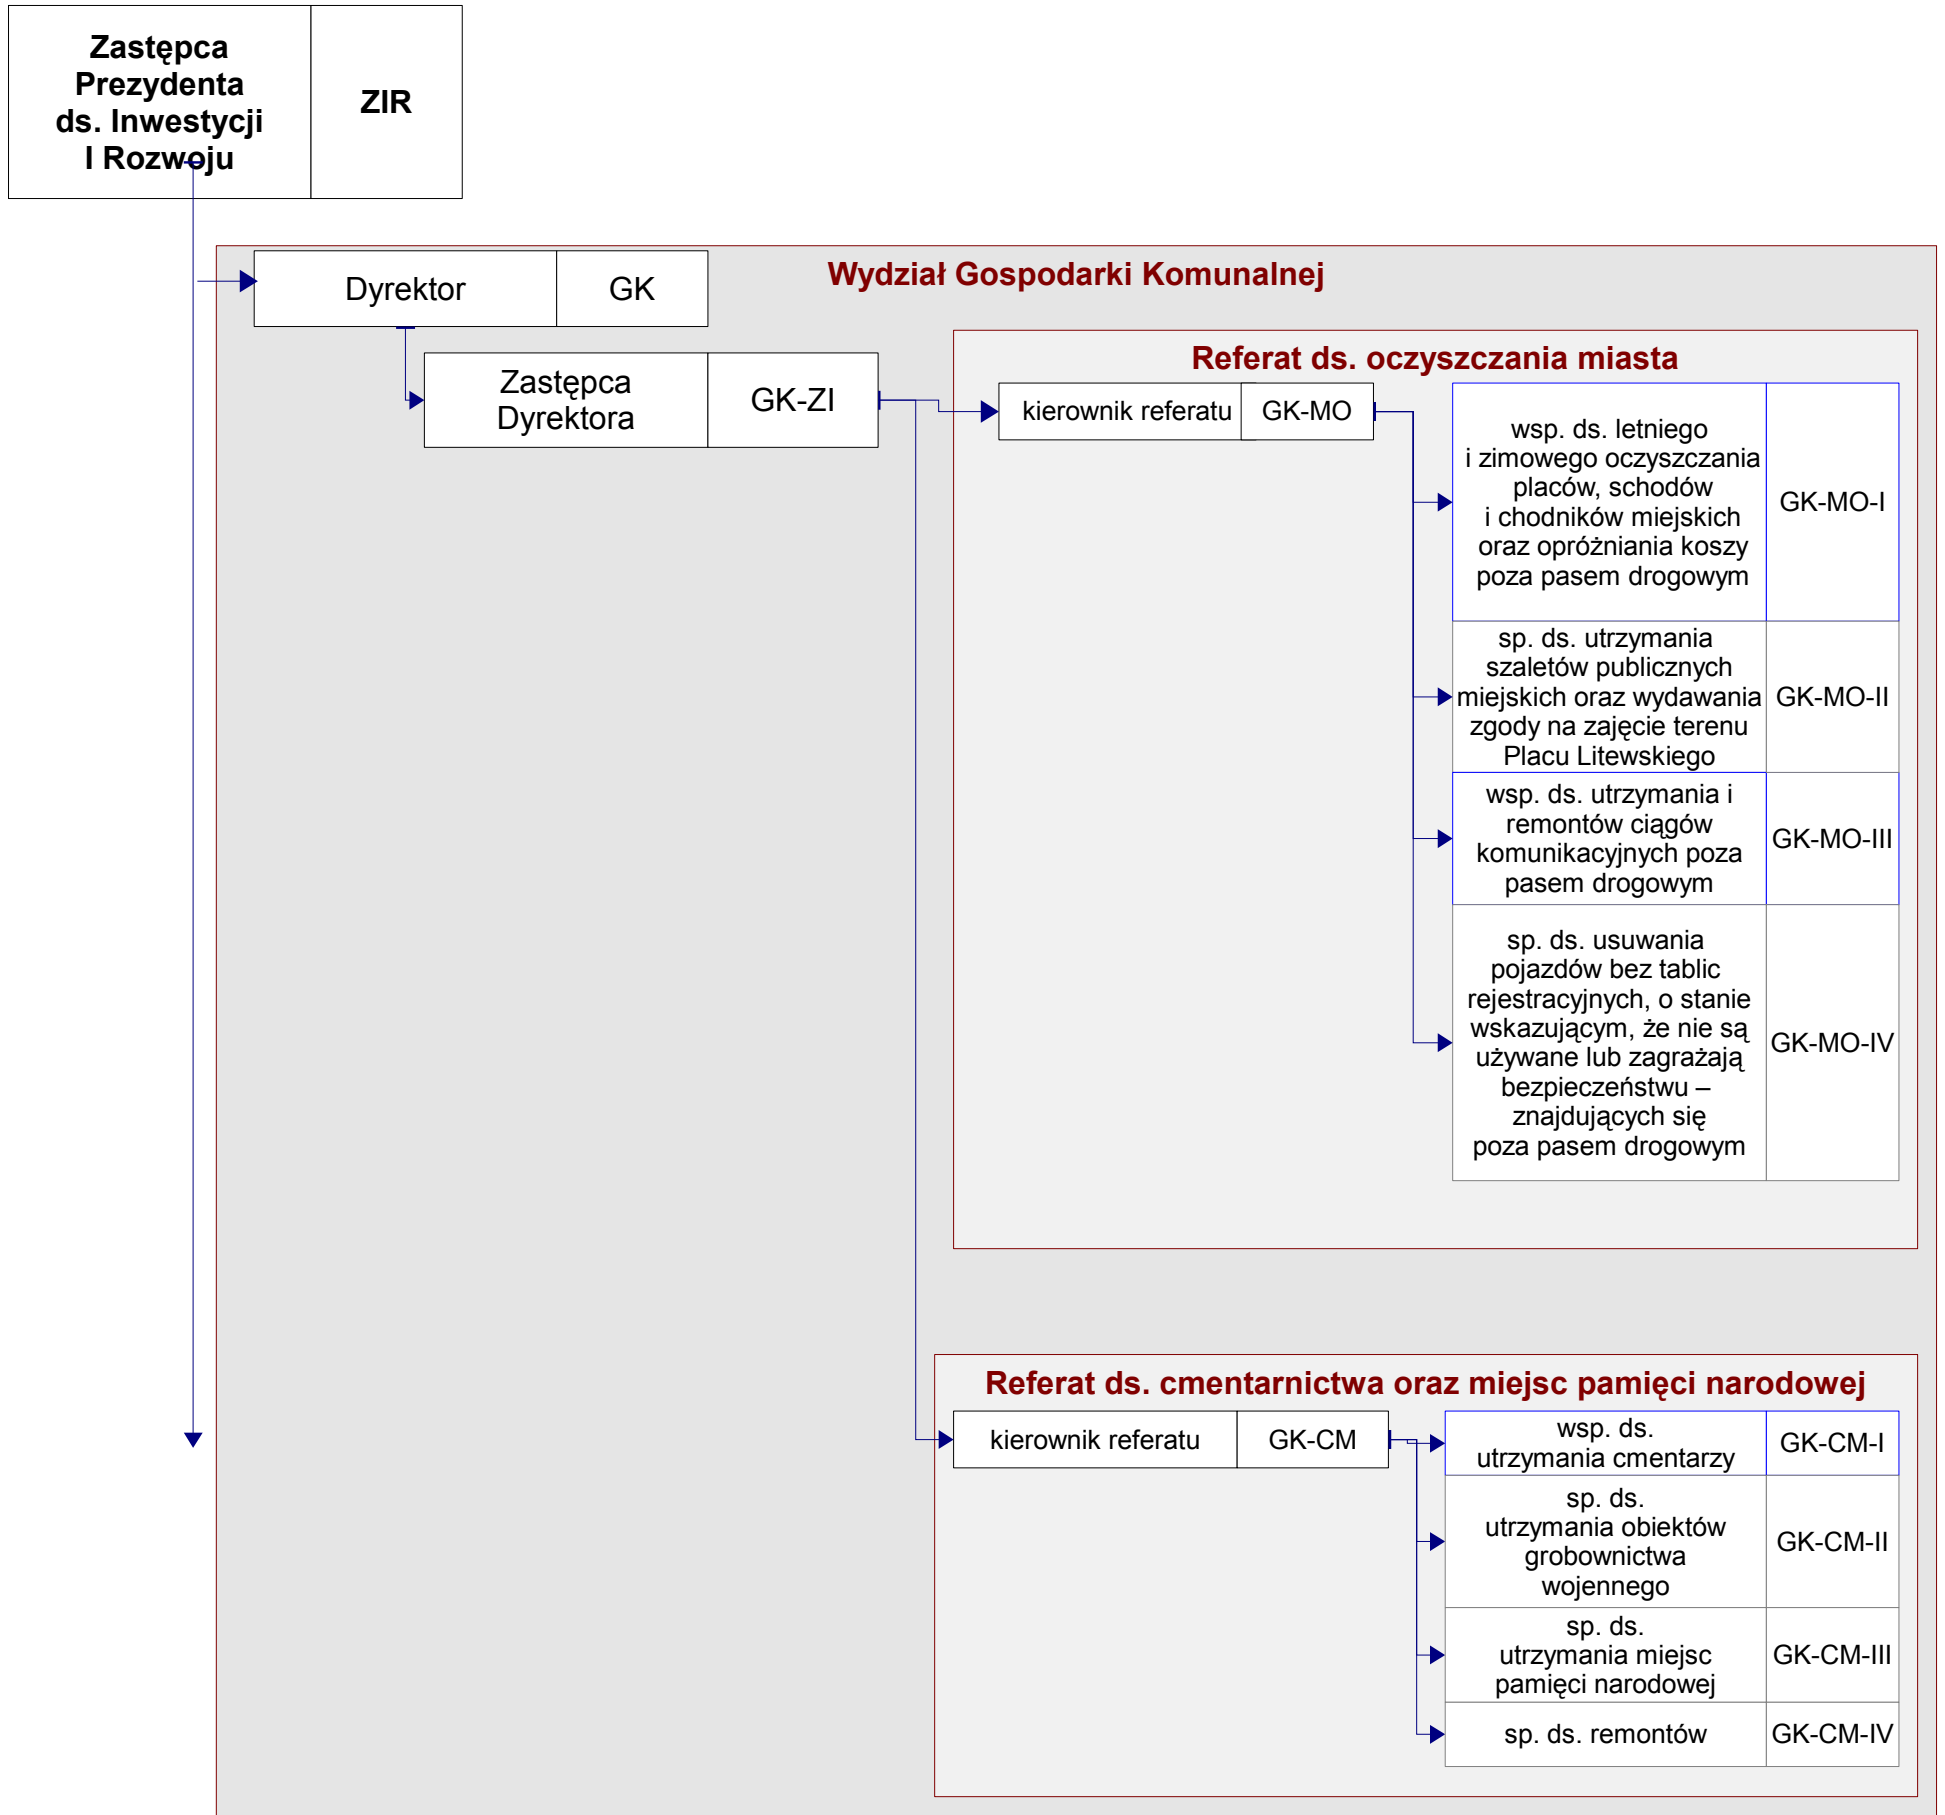 Zastępca
Prezydenta
ds. Inwestycji
I Rozwoju
ZIR
Wydział Gospodarki Komunalnej
Dyrektor
GK
Zastępca
Dyrektora
GK-ZI
Referat ds. oczyszczania miasta
kierownik referatu
GK-MO
wsp. ds. letniego
i zimowego oczyszczania
placów, schodów
i chodników miejskich
oraz opróżniania koszy
poza pasem drogowym
GK-MO-I
sp. ds. utrzymania
szaletów publicznych
miejskich oraz wydawania
zgody na zajęcie terenu
Placu Litewskiego
GK-MO-II
wsp. ds. utrzymania i
remontów ciągów
komunikacyjnych poza
pasem drogowym
GK-MO-III
sp. ds. usuwania
pojazdów bez tablic
rejestracyjnych, o stanie
wskazującym, że nie są
używane lub zagrażają
bezpieczeństwu –
znajdujących się
poza pasem drogowym
GK-MO-IV
Referat ds. cmentarnictwa oraz miejsc pamięci narodowej
kierownik referatu
GK-CM
wsp. ds.
utrzymania cmentarzy
GK-CM-I
sp. ds.
utrzymania obiektów
grobownictwa
wojennego
GK-CM-II
sp. ds.
utrzymania miejsc
pamięci narodowej
GK-CM-III
sp. ds. remontów
GK-CM-IV